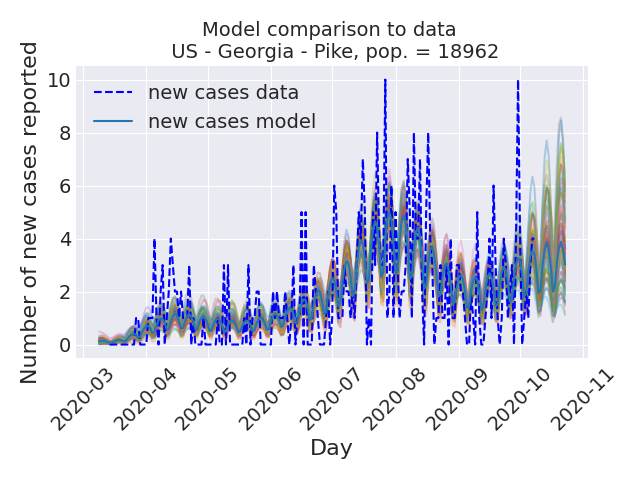 Model comparison to data
US - Georgia - Pike, pop. = 18962
Number of new cases reported
10
8
6
4
2
0
new cases data
new cases model
2020-03
2020-04
2020-05
2020-06
2020-07
2020-08
2020-09
2020-10
2020-11
Day